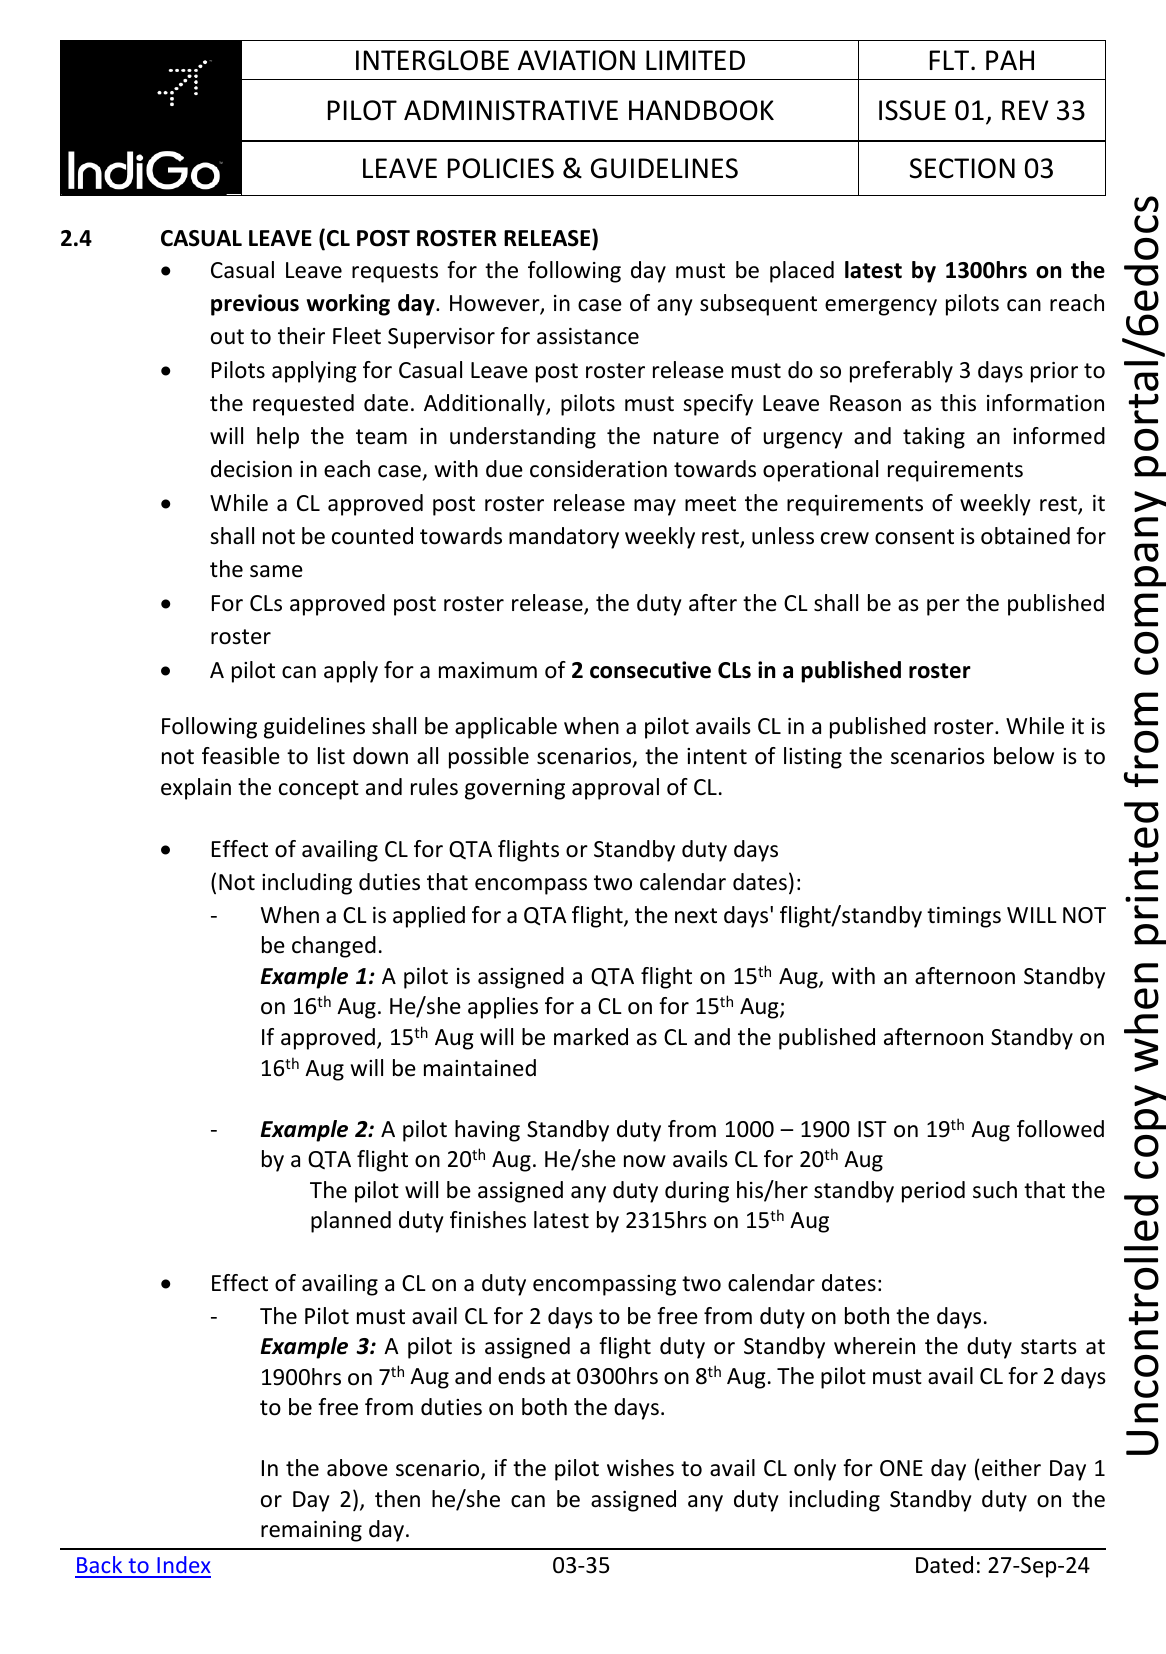 INTERGLOBE AVIATION LIMITED
FLT. PAH
PILOT ADMINISTRATIVE HANDBOOK
ISSUE 01, REV 33
IndiGo
LEAVE POLICIES & GUIDELINES
SECTION 03
2.4 CASUAL LEAVE (CL POST ROSTER RELEASE)
• Casual Leave requests for the following day must be placed latest by 1300hrs on the
previous working day. However, in case of any subsequent emergency pilots can reach
out to their Fleet Supervisor for assistance
• Pilots applying for Casual Leave post roster release must do so preferably 3 days prior to
the requested date. Additionally, pilots must specify Leave Reason as this information
will help the team in understanding the nature of urgency and taking an informed
decision in each case, with due consideration towards operational requirements
• While a CL approved post roster release may meet the requirements of weekly rest, it
shall not be counted towards mandatory weekly rest, unless crew consent is obtained for
the same
• For CLs approved post roster release, the duty after the CL shall be as per the published
roster
• A pilot can apply for a maximum of 2 consecutive CLs in a published roster
Following guidelines shall be applicable when a pilot avails CL in a published roster. While it is
not feasible to list down all possible scenarios, the intent of listing the scenarios below is to
explain the concept and rules governing approval of CL.
• Effect of availing CL for QTA flights or Standby duty days
(Not including duties that encompass two calendar dates):
- When a CL is applied for a QTA flight, the next days' flight/standby timings WILL NOT
be changed.
Example 1: A pilot is assigned a QTA flight on 15th Aug, with an afternoon Standby
on 16th Aug. He/she applies for a CL on for 15th Aug;
If approved, 15th Aug will be marked as CL and the published afternoon Standby on
16th Aug will be maintained
- Example 2: A pilot having Standby duty from 1000 – 1900 IST on 19th Aug followed
by a QTA flight on 20th Aug. He/she now avails CL for 20th Aug
The pilot will be assigned any duty during his/her standby period such that the
planned duty finishes latest by 2315hrs on 15th Aug
• Effect of availing a CL on a duty encompassing two calendar dates:
- The Pilot must avail CL for 2 days to be free from duty on both the days.
Example 3: A pilot is assigned a flight duty or Standby wherein the duty starts at
1900hrs on 7th Aug and ends at 0300hrs on 8th Aug. The pilot must avail CL for 2 days
to be free from duties on both the days.
In the above scenario, if the pilot wishes to avail CL only for ONE day (either Day 1
or Day 2), then he/she can be assigned any duty including Standby duty on the
remaining day.
Back to Index
03-35
Dated: 27-Sep-24
Uncontrolled copy when printed from company portal/6edocs